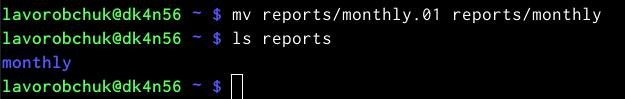 lavorobchuk@dk4n56 ~ $ mv reports/monthly.01 reports/monthly
lavorobchuk@dk4n56 ~ $ ls reports
monthly
lavorobchuk@dk4n56 ~ $